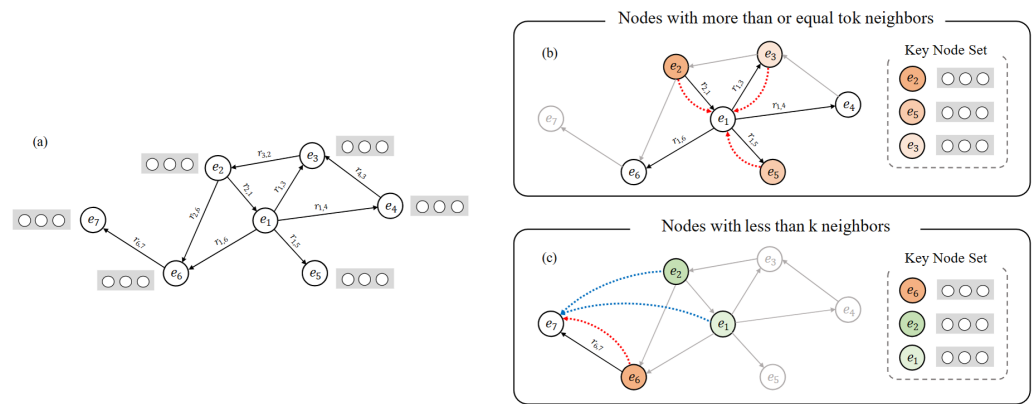 (a)
e₂
r₃,₂
e₃
r₂,₁
r₁,₃
r₄,₃
r₂,₆
e₁
r₁,₄
e₄
e₇
r₆,₇
r₁,₆
r₁,₅
e₆
e₅
Nodes with more than or equal tok neighbors
(b)
e₃
e₂
r₂,₁
r₁,₃
e₁
r₁,₄
e₄
e₇
r₁,₆
r₁,₅
e₆
e₅
Key Node Set
e₂
e₅
e₃
Nodes with less than k neighbors
(c)
e₃
e₂
e₄
e₇
e₁
r₆,₇
e₆
e₅
Key Node Set
e₆
e₂
e₁